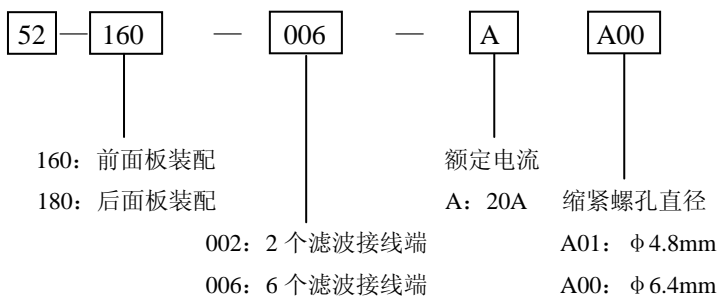 52—160 — 006 — A A00
160：前面板装配 额定电流
180：后面板装配 A：20A 缩紧螺孔直径
002：2 个滤波接线端 A01：φ4.8mm
006：6 个滤波接线端 A00：φ6.4mm